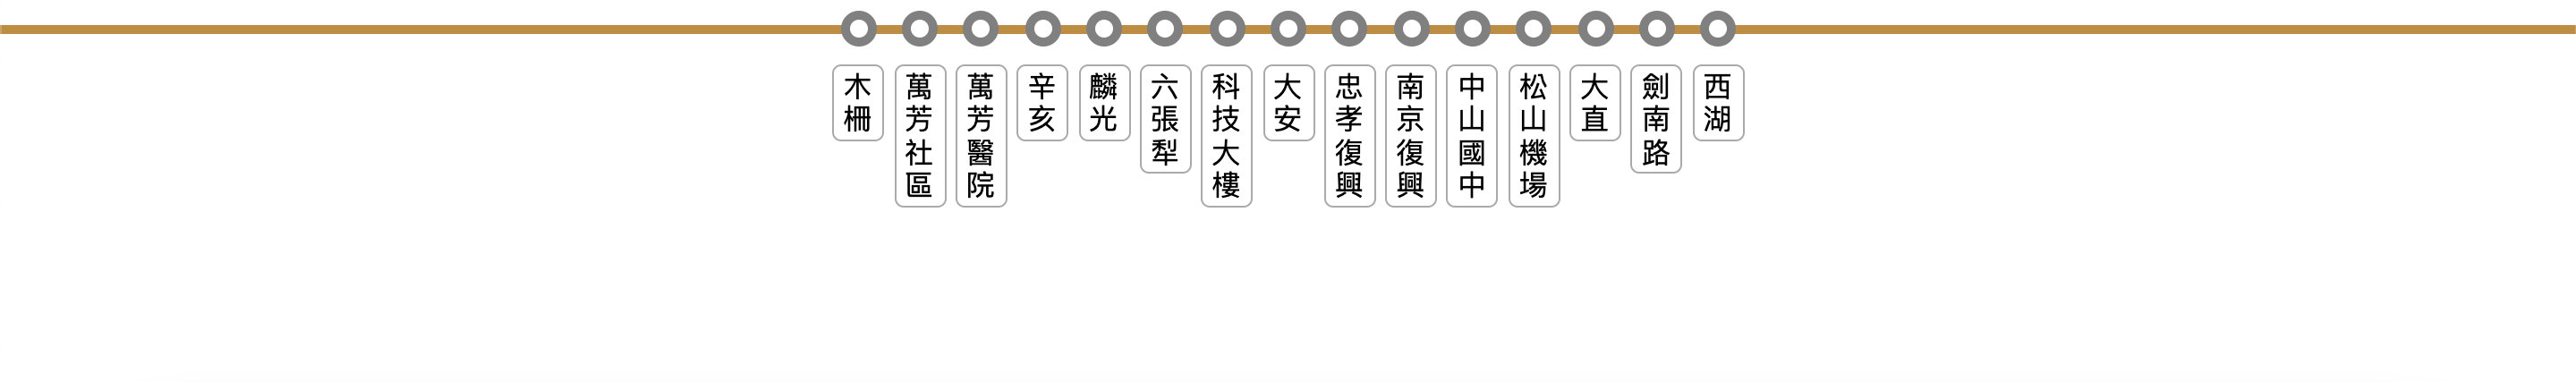 木柵
萬芳社區
萬芳醫院
辛亥
麟光
六張犁
科技大樓
大安
忠孝復興
南京復興
中山國中
松山機場
大直
劍南路
西湖